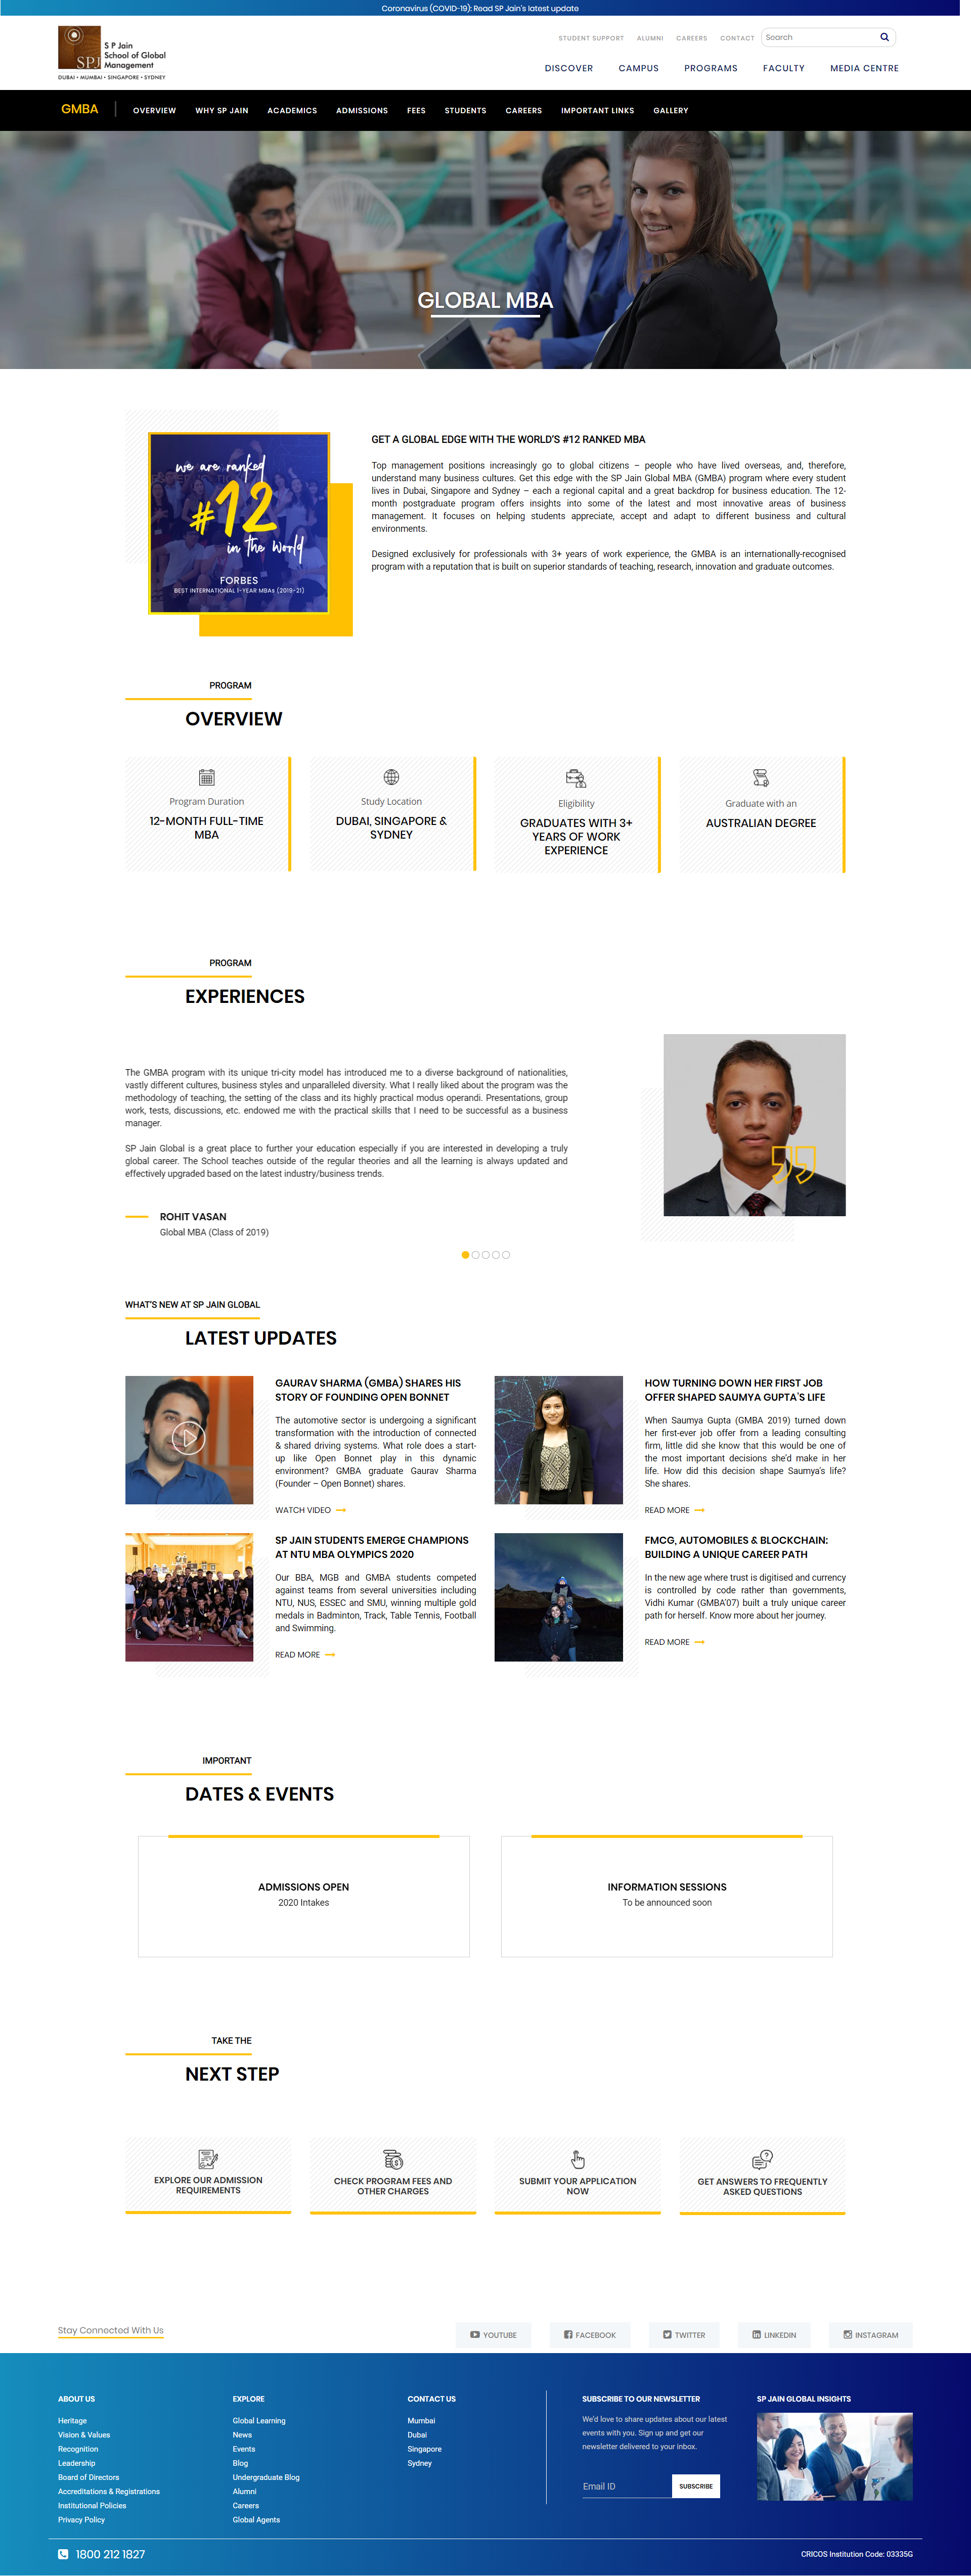 Coronavirus (COVID-19): Read SP Jain's latest update
SPJ
S P Jain
School of Global
Management
DUBAI • MUMBAI • SINGAPORE • SYDNEY
STUDENT SUPPORT ALUMNI CAREERS CONTACT Search
DISCOVER CAMPUS PROGRAMS FACULTY MEDIA CENTRE
GMBA OVERVIEW WHY SP JAIN ACADEMICS ADMISSIONS FEES STUDENTS CAREERS IMPORTANT LINKS GALLERY
GLOBAL MBA
we are ranked
#12
in the world
FORBES
BEST INTERNATIONAL 1-YEAR MBAs (2019-21)
GET A GLOBAL EDGE WITH THE WORLD'S #12 RANKED MBA
Top management positions increasingly go to global citizens – people who have lived overseas, and, therefore,
understand many business cultures. Get this edge with the SP Jain Global MBA (GMBA) program where every student
lives in Dubai, Singapore and Sydney – each a regional capital and a great backdrop for business education. The 12-
month postgraduate program offers insights into some of the latest and most innovative areas of business
management. It focuses on helping students appreciate, accept and adapt to different business and cultural
environments.
Designed exclusively for professionals with 3+ years of work experience, the GMBA is an internationally-recognised
program with a reputation that is built on superior standards of teaching, research, innovation and graduate outcomes.
PROGRAM
OVERVIEW
Program Duration
12-MONTH FULL-TIME
MBA
Study Location
DUBAI, SINGAPORE &
SYDNEY
Eligibility
GRADUATES WITH 3+
YEARS OF WORK
EXPERIENCE
Graduate with an
AUSTRALIAN DEGREE
PROGRAM
EXPERIENCES
The GMBA program with its unique tri-city model has introduced me to a diverse background of nationalities,
vastly different cultures, business styles and unparalleled diversity. What I really liked about the program was the
methodology of teaching, the setting of the class and its highly practical modus operandi. Presentations, group
work, tests, discussions, etc. endowed me with the practical skills that I need to be successful as a business
manager.
SP Jain Global is a great place to further your education especially if you are interested in developing a truly
global career. The School teaches outside of the regular theories and all the learning is always updated and
effectively upgraded based on the latest industry/business trends.
ROHIT VASAN
Global MBA (Class of 2019)
WHAT'S NEW AT SP JAIN GLOBAL
LATEST UPDATES
GAURAV SHARMA (GMBA) SHARES HIS
STORY OF FOUNDING OPEN BONNET
The automotive sector is undergoing a significant
transformation with the introduction of connected
& shared driving systems. What role does a start-
up like Open Bonnet play in this dynamic
environment? GMBA graduate Gaurav Sharma
(Founder – Open Bonnet) shares.
WATCH VIDEO
HOW TURNING DOWN HER FIRST JOB
OFFER SHAPED SAUMYA GUPTA'S LIFE
When Saumya Gupta (GMBA 2019) turned down
her first-ever job offer from a leading consulting
firm, little did she know that this would be one of
the most important decisions she'd make in her
life. How did this decision shape Saumya's life?
She shares.
READ MORE
SP JAIN STUDENTS EMERGE CHAMPIONS
AT NTU MBA OLYMPICS 2020
Our BBA, MGB and GMBA students competed
against teams from several universities including
NTU, NUS, ESSEC and SMU, winning multiple gold
medals in Badminton, Track, Table Tennis, Football
and Swimming.
READ MORE
FMCG, AUTOMOBILES & BLOCKCHAIN:
BUILDING A UNIQUE CAREER PATH
In the new age where trust is digitised and currency
is controlled by code rather than governments,
Vidhi Kumar (GMBA'07) built a truly unique career
path for herself. Know more about her journey.
READ MORE
IMPORTANT
DATES & EVENTS
ADMISSIONS OPEN
2020 Intakes
INFORMATION SESSIONS
To be announced soon
TAKE THE
NEXT STEP
EXPLORE OUR ADMISSION
REQUIREMENTS
CHECK PROGRAM FEES AND
OTHER CHARGES
SUBMIT YOUR APPLICATION
NOW
GET ANSWERS TO FREQUENTLY
ASKED QUESTIONS
Stay Connected With Us
YOUTUBE FACEBOOK TWITTER LINKEDIN INSTAGRAM
ABOUT US
Heritage
Vision & Values
Recognition
Leadership
Board of Directors
Accreditations & Registrations
Institutional Policies
Privacy Policy
EXPLORE
Global Learning
News
Events
Blog
Undergraduate Blog
Alumni
Careers
Global Agents
CONTACT US
Mumbai
Dubai
Singapore
Sydney
SUBSCRIBE TO OUR NEWSLETTER
We'd love to share updates about our latest
events with you. Sign up and get our
newsletter delivered to your inbox.
Email ID SUBSCRIBE
SP JAIN GLOBAL INSIGHTS
1800 212 1827
CRICOS Institution Code: 03335G